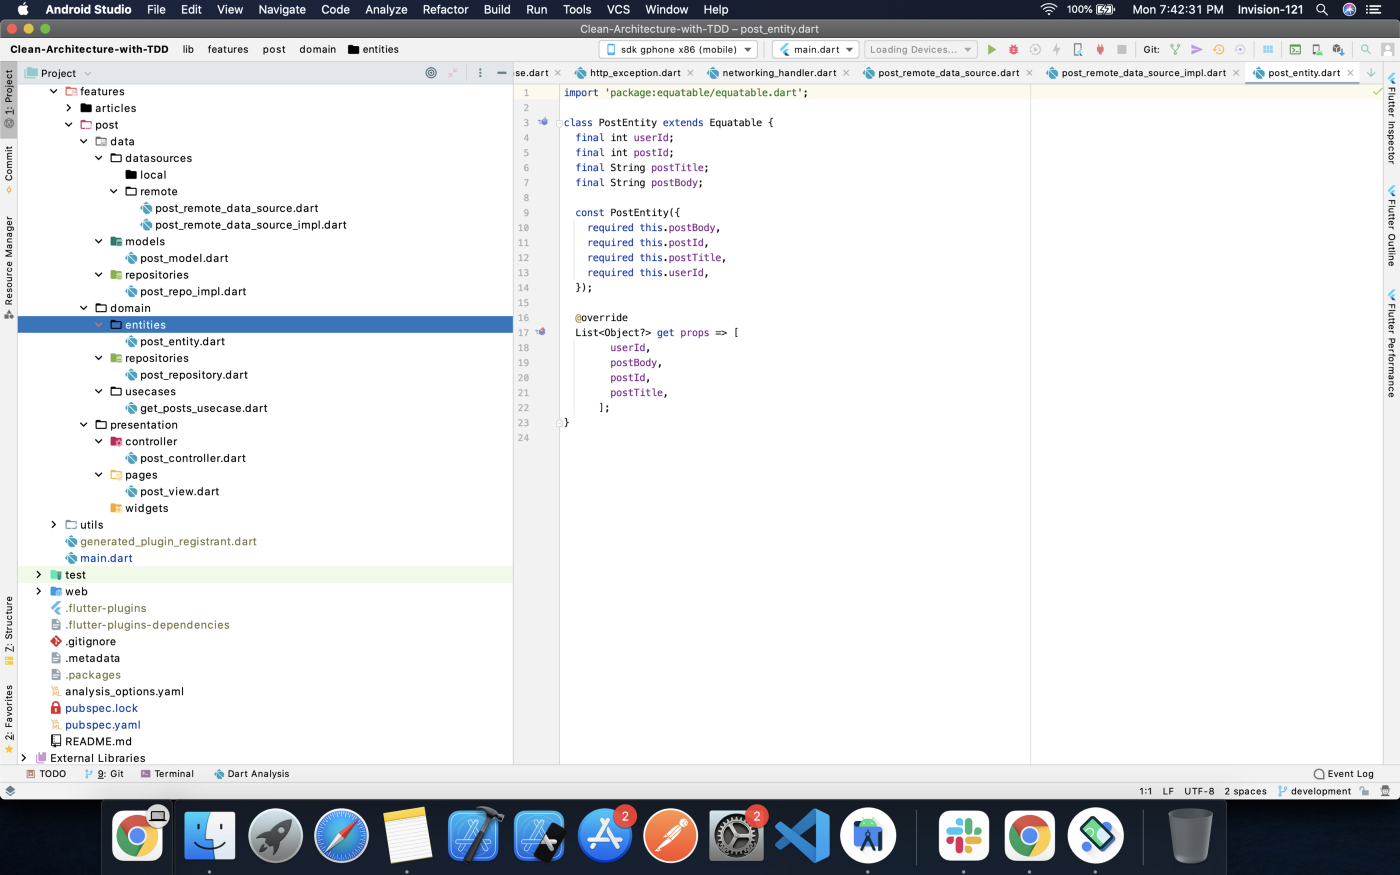 Android Studio File Edit View Navigate Code Analyze Refactor Build Run Tools VCS Window Help 100% Mon 7:42:31 PM Invision-121
Clean-Architecture-with-TDD – post_entity.dart
Clean-Architecture-with-TDD lib features post domain entities sdk gphone x86 (mobile) main.dart Loading Devices... Git:
Project
se.dart http_exception.dart networking_handler.dart post_remote_data_source.dart post_remote_data_source_impl.dart post_entity.dart
features
articles
post
data
datasources
local
remote
post_remote_data_source.dart
post_remote_data_source_impl.dart
models
post_model.dart
repositories
post_repo_impl.dart
domain
entities
post_entity.dart
repositories
post_repository.dart
usecases
get_posts_usecase.dart
presentation
controller
post_controller.dart
pages
post_view.dart
widgets
utils
generated_plugin_registrant.dart
main.dart
test
web
.flutter-plugins
.flutter-plugins-dependencies
.gitignore
.metadata
.packages
analysis_options.yaml
pubspec.lock
pubspec.yaml
README.md
External Libraries
1 import 'package:equatable/equatable.dart';
2
3 class PostEntity extends Equatable {
4 final int userId;
5 final int postId;
6 final String postTitle;
7 final String postBody;
8
9 const PostEntity({
10 required this.postBody,
11 required this.postId,
12 required this.postTitle,
13 required this.userId,
14 });
15
16 @override
17 List<Object?> get props => [
18 userId,
19 postBody,
20 postId,
21 postTitle,
22 ];
23 }
24
1: Project
Commit
Resource Manager
7: Structure
2: Favorites
Flutter Inspector
Flutter Outline
Flutter Performance
TODO 9: Git Terminal Dart Analysis Event Log
1:1 LF UTF-8 2 spaces development
2
2